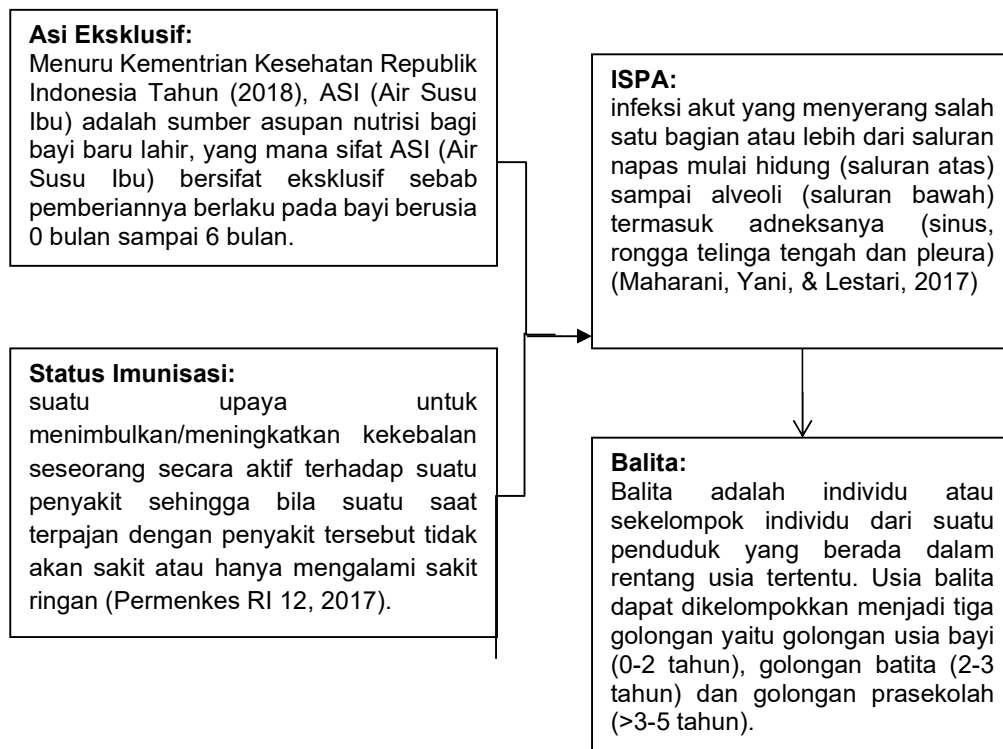 Asi Eksklusif:
Menuru Kementrian Kesehatan Republik
Indonesia Tahun (2018), ASI (Air Susu
Ibu) adalah sumber asupan nutrisi bagi
bayi baru lahir, yang mana sifat ASI (Air
Susu Ibu) bersifat eksklusif sebab
pemberiannya berlaku pada bayi berusia
0 bulan sampai 6 bulan.
Status Imunisasi:
suatu upaya untuk
menimbulkan/meningkatkan kekebalan
seseorang secara aktif terhadap suatu
penyakit sehingga bila suatu saat
terpajan dengan penyakit tersebut tidak
akan sakit atau hanya mengalami sakit
ringan (Permenkes RI 12, 2017).
ISPA:
infeksi akut yang menyerang salah
satu bagian atau lebih dari saluran
napas mulai hidung (saluran atas)
sampai alveoli (saluran bawah)
termasuk adneksanya (sinus,
rongga telinga tengah dan pleura)
(Maharani, Yani, & Lestari, 2017)
Balita:
Balita adalah individu atau
sekelompok individu dari suatu
penduduk yang berada dalam
rentang usia tertentu. Usia balita
dapat dikelompokkan menjadi tiga
golongan yaitu golongan usia bayi
(0-2 tahun), golongan batita (2-3
tahun) dan golongan prasekolah
(>3-5 tahun).